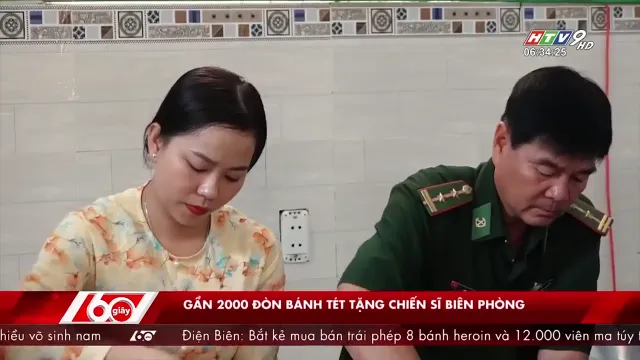 HTV9 HD
06:34:25
60 giây
GẦN 2000 ĐÒN BÁNH TÉT TẶNG CHIẾN SĨ BIÊN PHÒNG
hiểu võ sinh nam 60 giây Điện Biên: Bắt kẻ mua bán trái phép 8 bánh heroin và 12.000 viên ma túy